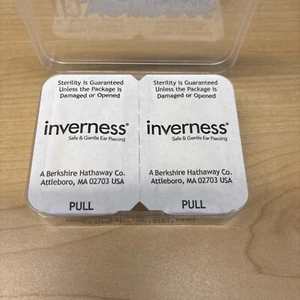 Sterility is Guaranteed
Unless the Package is
Damaged or Opened
inverness®
Safe & Gentle Ear Piercing
A Berkshire Hathaway Co.
Attleboro, MA 02703 USA
PULL
Sterility is Guaranteed
Unless the Package is
Damaged or Opened
inverness®
Safe & Gentle Ear Piercing
A Berkshire Hathaway Co.
Attleboro, MA 02703 USA
PULL